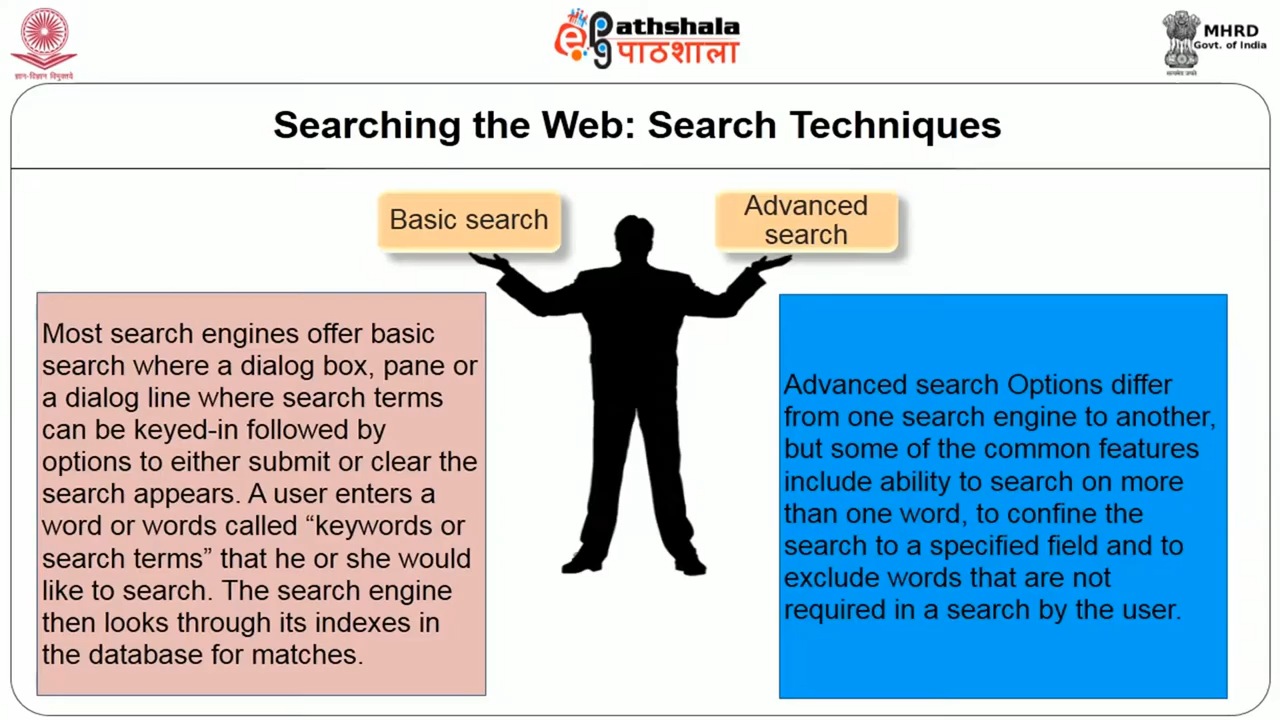 ज्ञान-विज्ञान विमुक्तये
ePg Pathshala
पाठशाला
MHRD
Govt. of India
सत्यमेव जयते
Searching the Web: Search Techniques
Basic search
Advanced
search
Most search engines offer basic
search where a dialog box, pane or
a dialog line where search terms
can be keyed-in followed by
options to either submit or clear the
search appears. A user enters a
word or words called “keywords or
search terms” that he or she would
like to search. The search engine
then looks through its indexes in
the database for matches.
Advanced search Options differ
from one search engine to another,
but some of the common features
include ability to search on more
than one word, to confine the
search to a specified field and to
exclude words that are not
required in a search by the user.